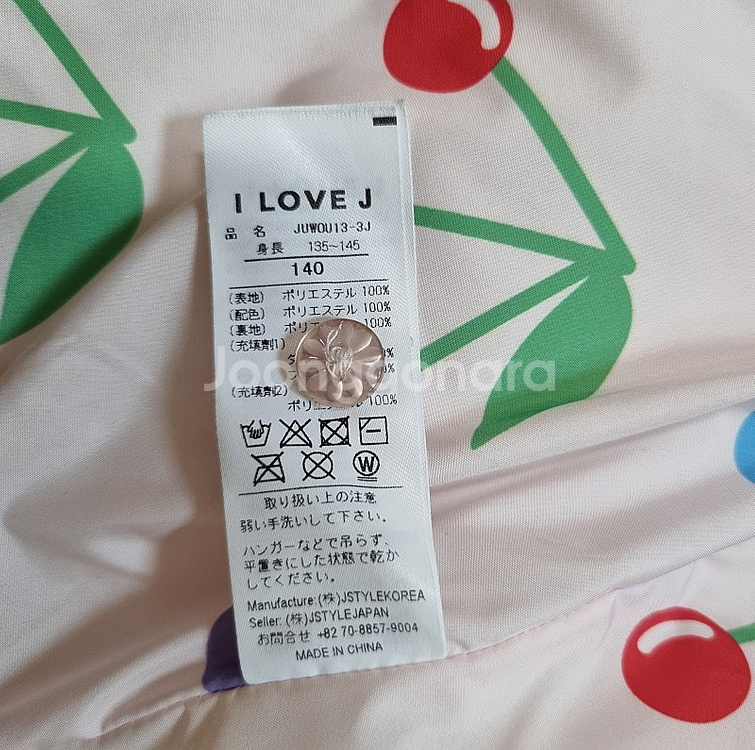 I LOVE J
品 名 JUWOU13-3J
身長 135~145
140
(表地) ポリエステル 100%
(配色) ポリエステル 100%
(裏地) 100%
(充填剤1)
(充填剤2)
100%
Joonggonara
W
取り扱い上の注意
弱い手洗いして下さい。
ハンガーなどで吊らず、
平置きにした状態で乾か
してください。
Manufacture:(株)JSTYLEKOREA
Seller: (株)JSTYLEJAPAN
お問合せ +82 70-8857-9004
MADE IN CHINA